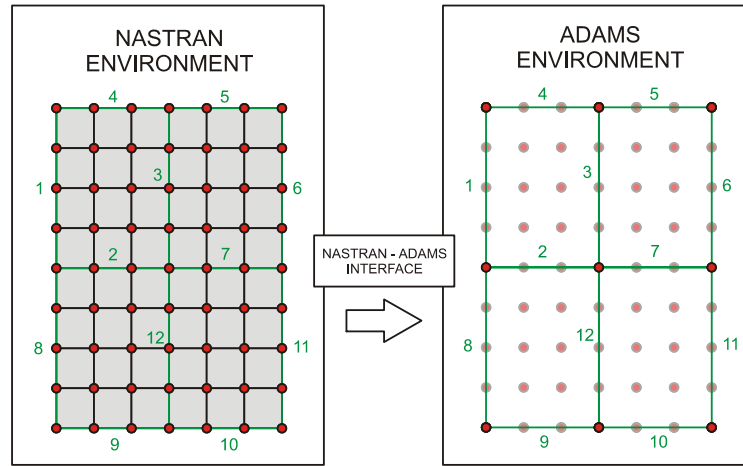 NASTRAN
ENVIRONMENT
4 5
3
1 6
2 7
12
8 11
9 10
NASTRAN - ADAMS
INTERFACE
ADAMS
ENVIRONMENT
4 5
3
1 6
2 7
12
8 11
9 10